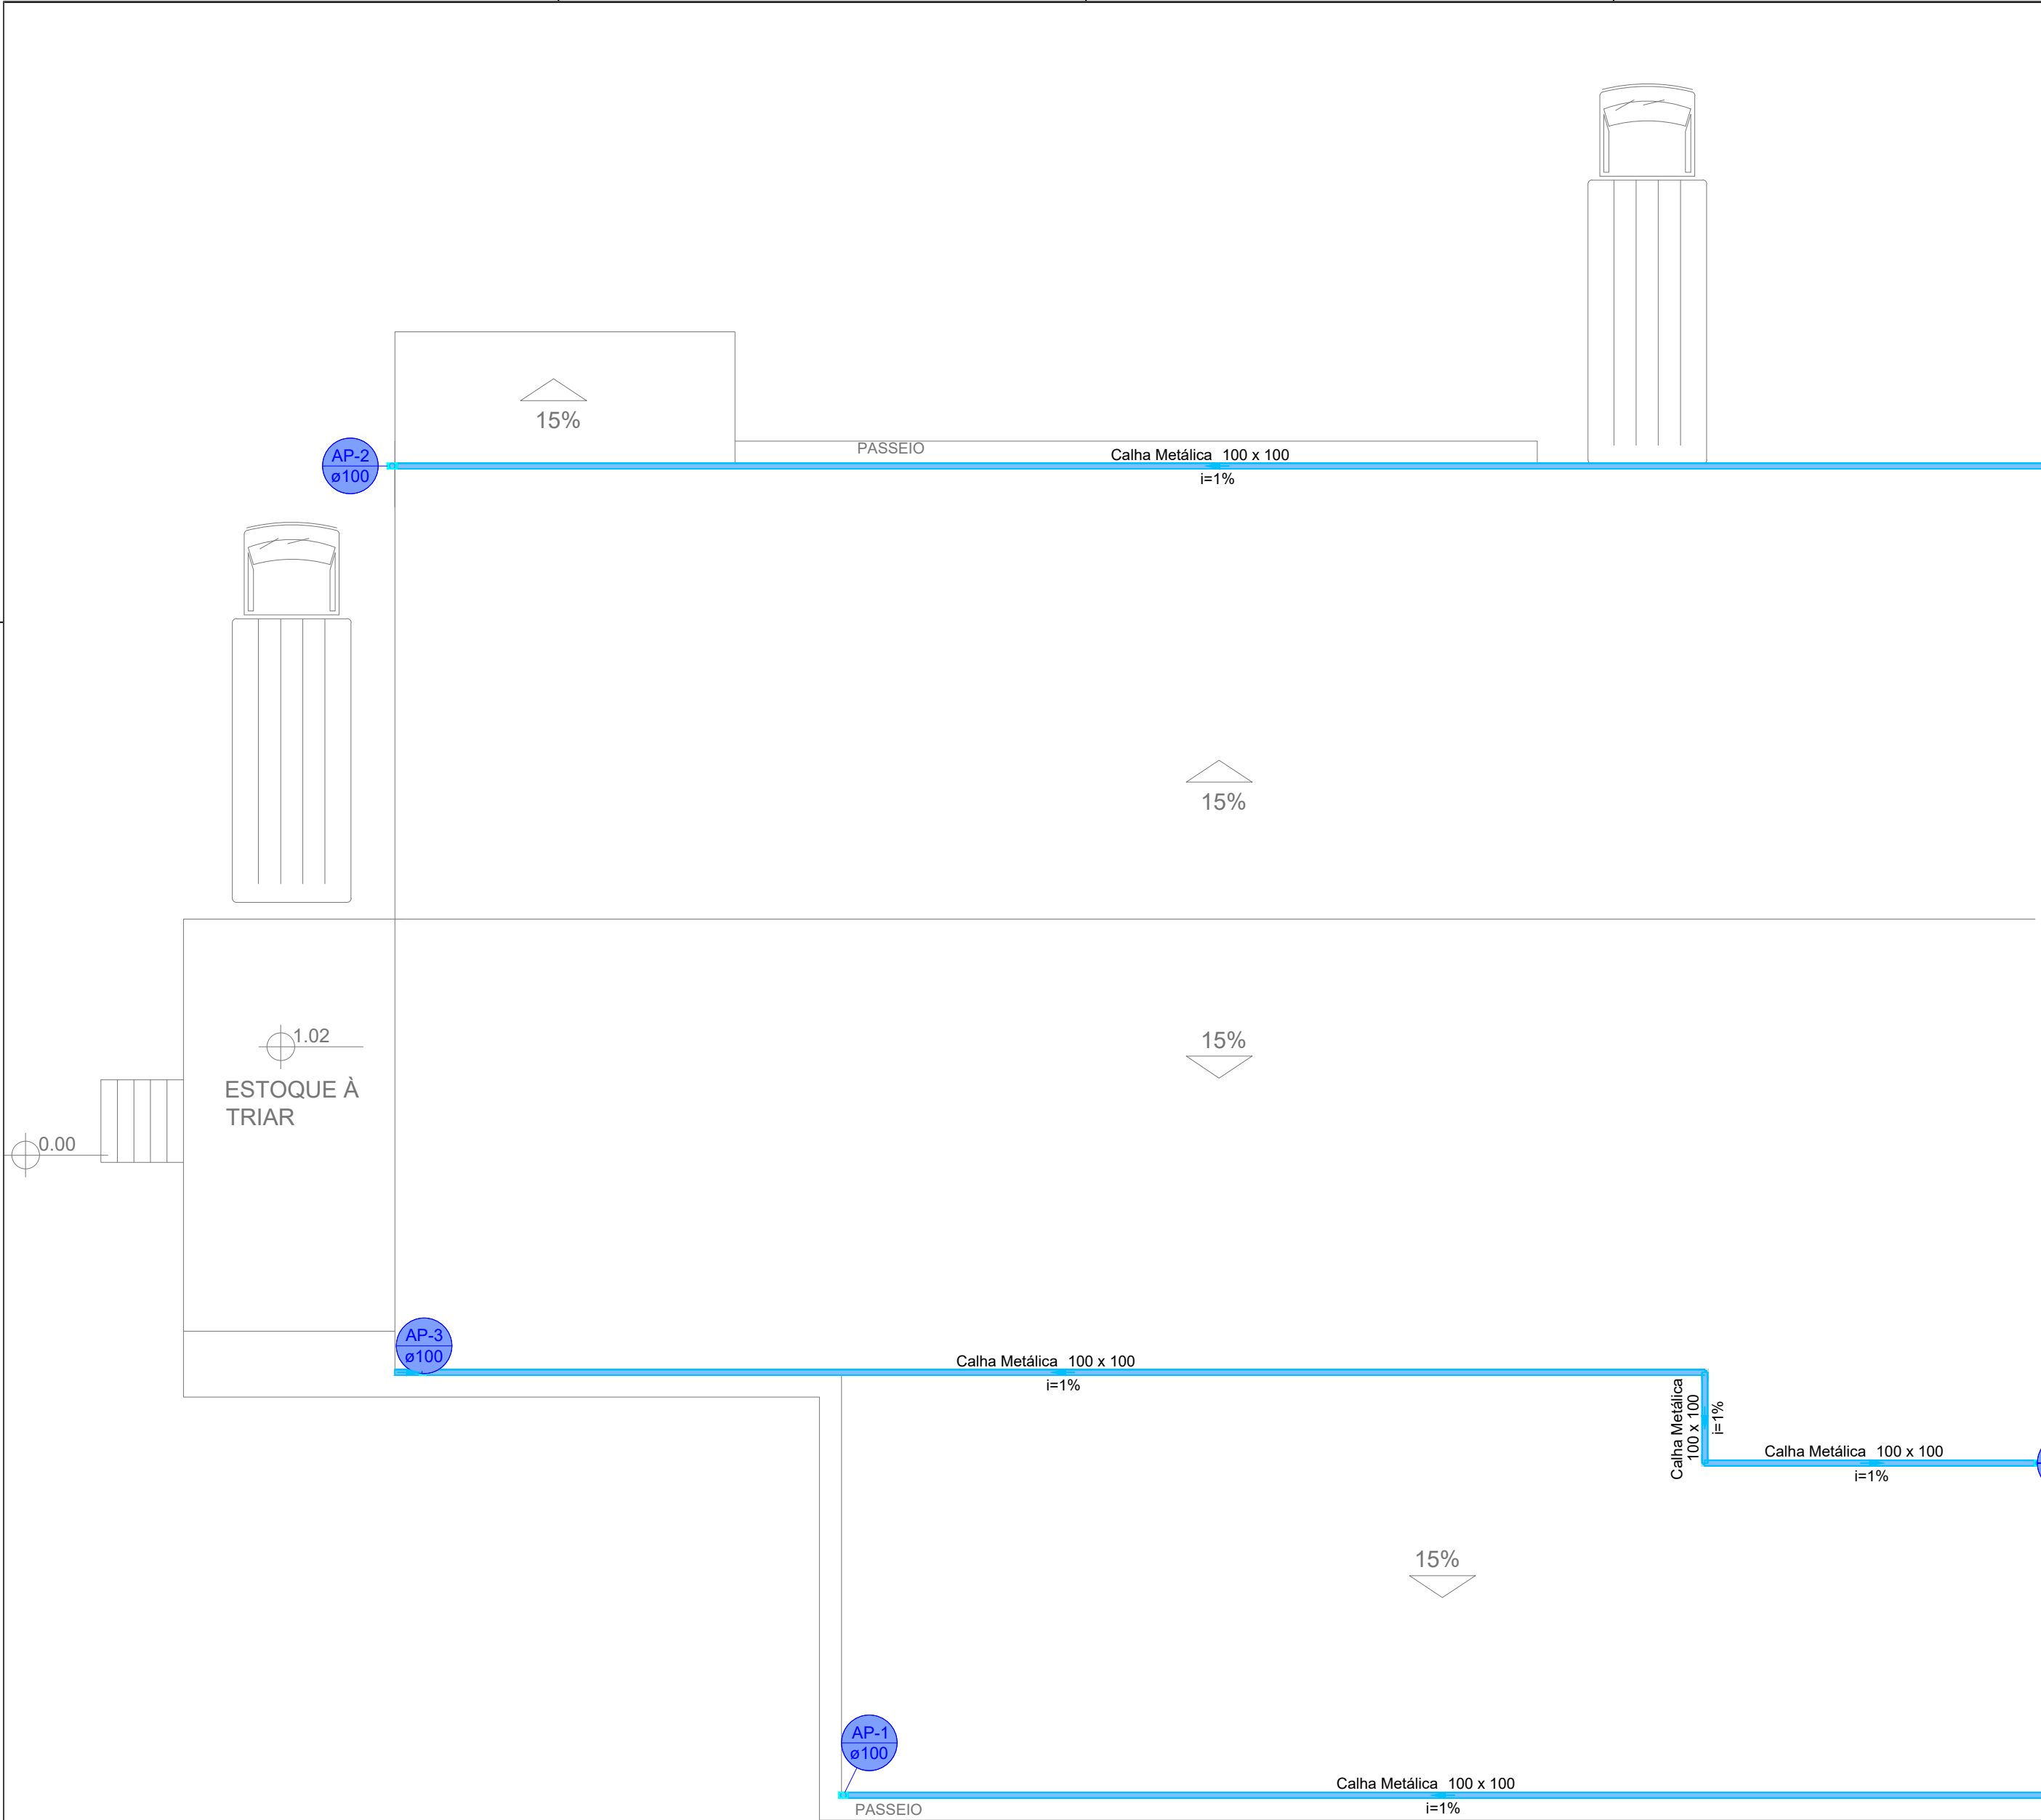 15%
AP-2
ø100
PASSEIO
Calha Metálica 100 x 100
i=1%
15%
1.02
15%
ESTOQUE À
TRIAR
0.00
AP-3
ø100
Calha Metálica 100 x 100
i=1%
Calha Metálica
100 x 100
i=1%
Calha Metálica 100 x 100
i=1%
15%
AP-1
ø100
Calha Metálica 100 x 100
i=1%
PASSEIO